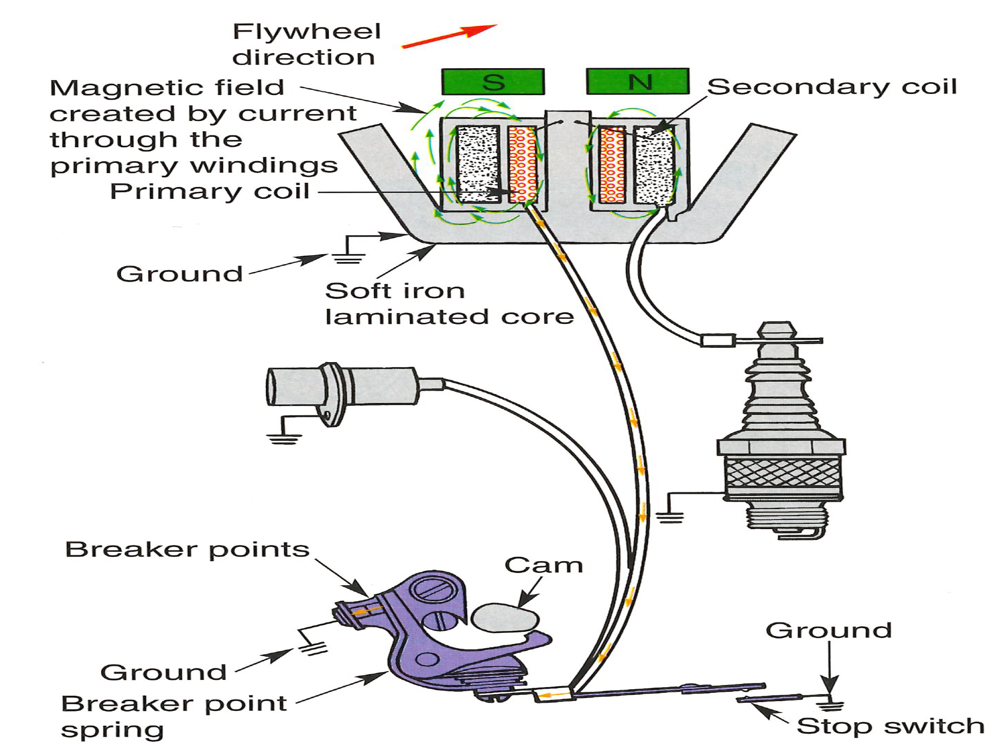 Flywheel
direction
S
N
Magnetic field
created by current
through the
primary windings
Secondary coil
Primary coil
Ground
Soft iron
laminated core
Breaker points
Cam
Ground
Ground
Breaker point
spring
Stop switch